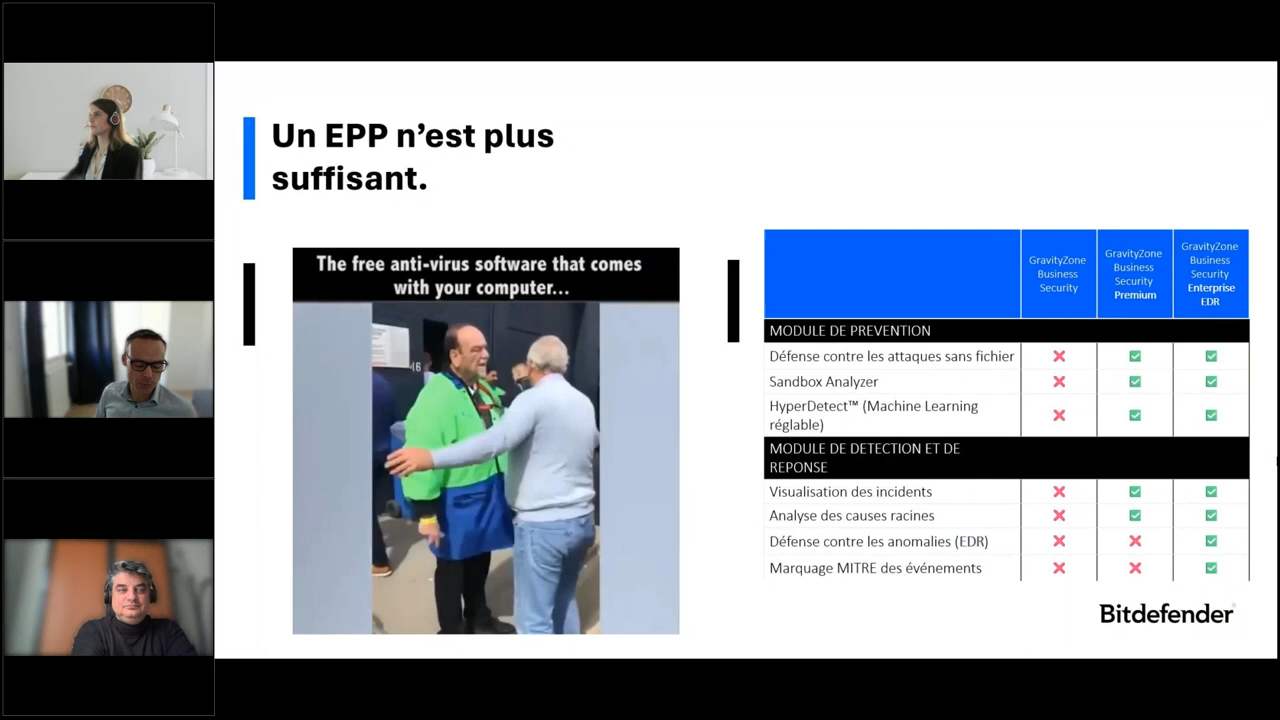 Un EPP n’est plus
suffisant.
The free anti-virus software that comes
with your computer...
GravityZone
Business
Security
GravityZone
Business
Security
Premium
GravityZone
Business
Security
Enterprise
EDR
MODULE DE PREVENTION
Défense contre les attaques sans fichier
Sandbox Analyzer
HyperDetect™ (Machine Learning
réglable)
MODULE DE DETECTION ET DE
REPONSE
Visualisation des incidents
Analyse des causes racines
Défense contre les anomalies (EDR)
Marquage MITRE des événements
Bitdefender